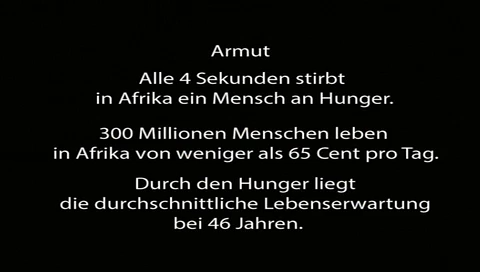 Armut
Alle 4 Sekunden stirbt
in Afrika ein Mensch an Hunger.
300 Millionen Menschen leben
in Afrika von weniger als 65 Cent pro Tag.
Durch den Hunger liegt
die durchschnittliche Lebenserwartung
bei 46 Jahren.